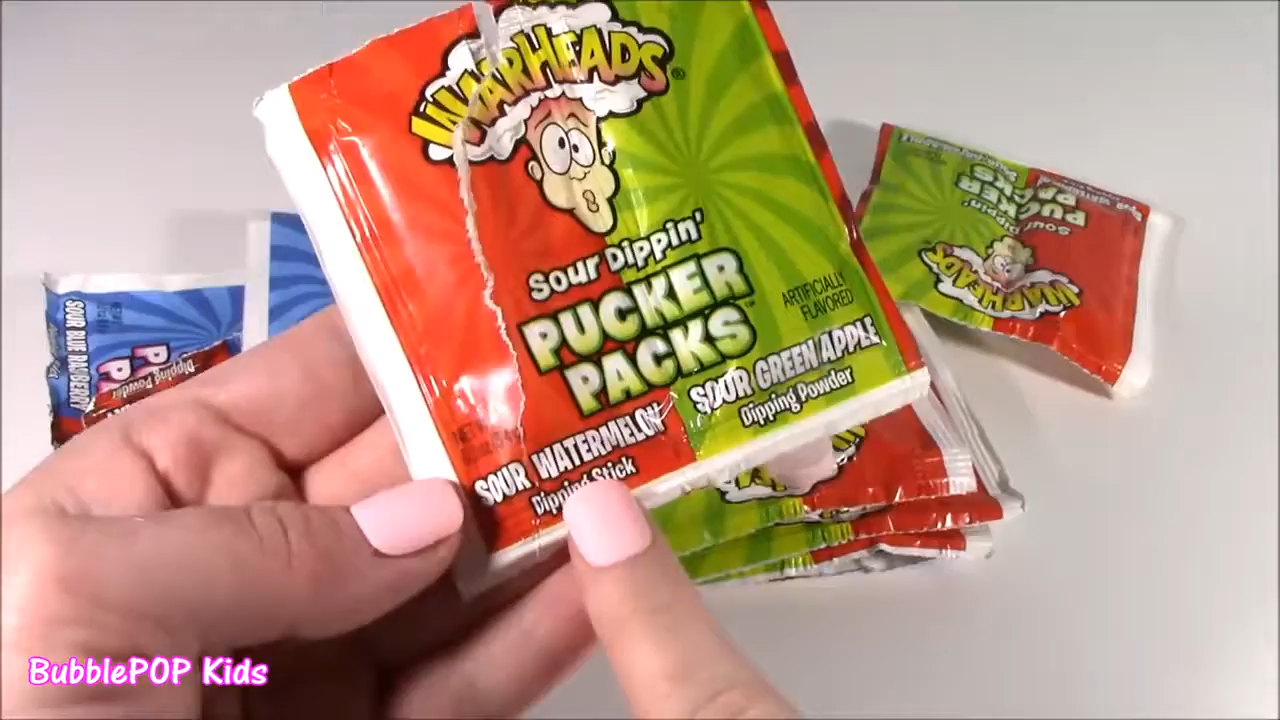 WARHEADS®
SOUR DIPPIN'
PUCKER
PACKS™
ARTIFICIALLY
FLAVORED
SOUR WATERMELON
Dipping Stick
SOUR GREEN APPLE
Dipping Powder
SOUR DIPPIN'
PUCKER
PACKS
WARHEADS
SOUR BLUE RASPBERRY
Dipping Powder
BubblePOP Kids